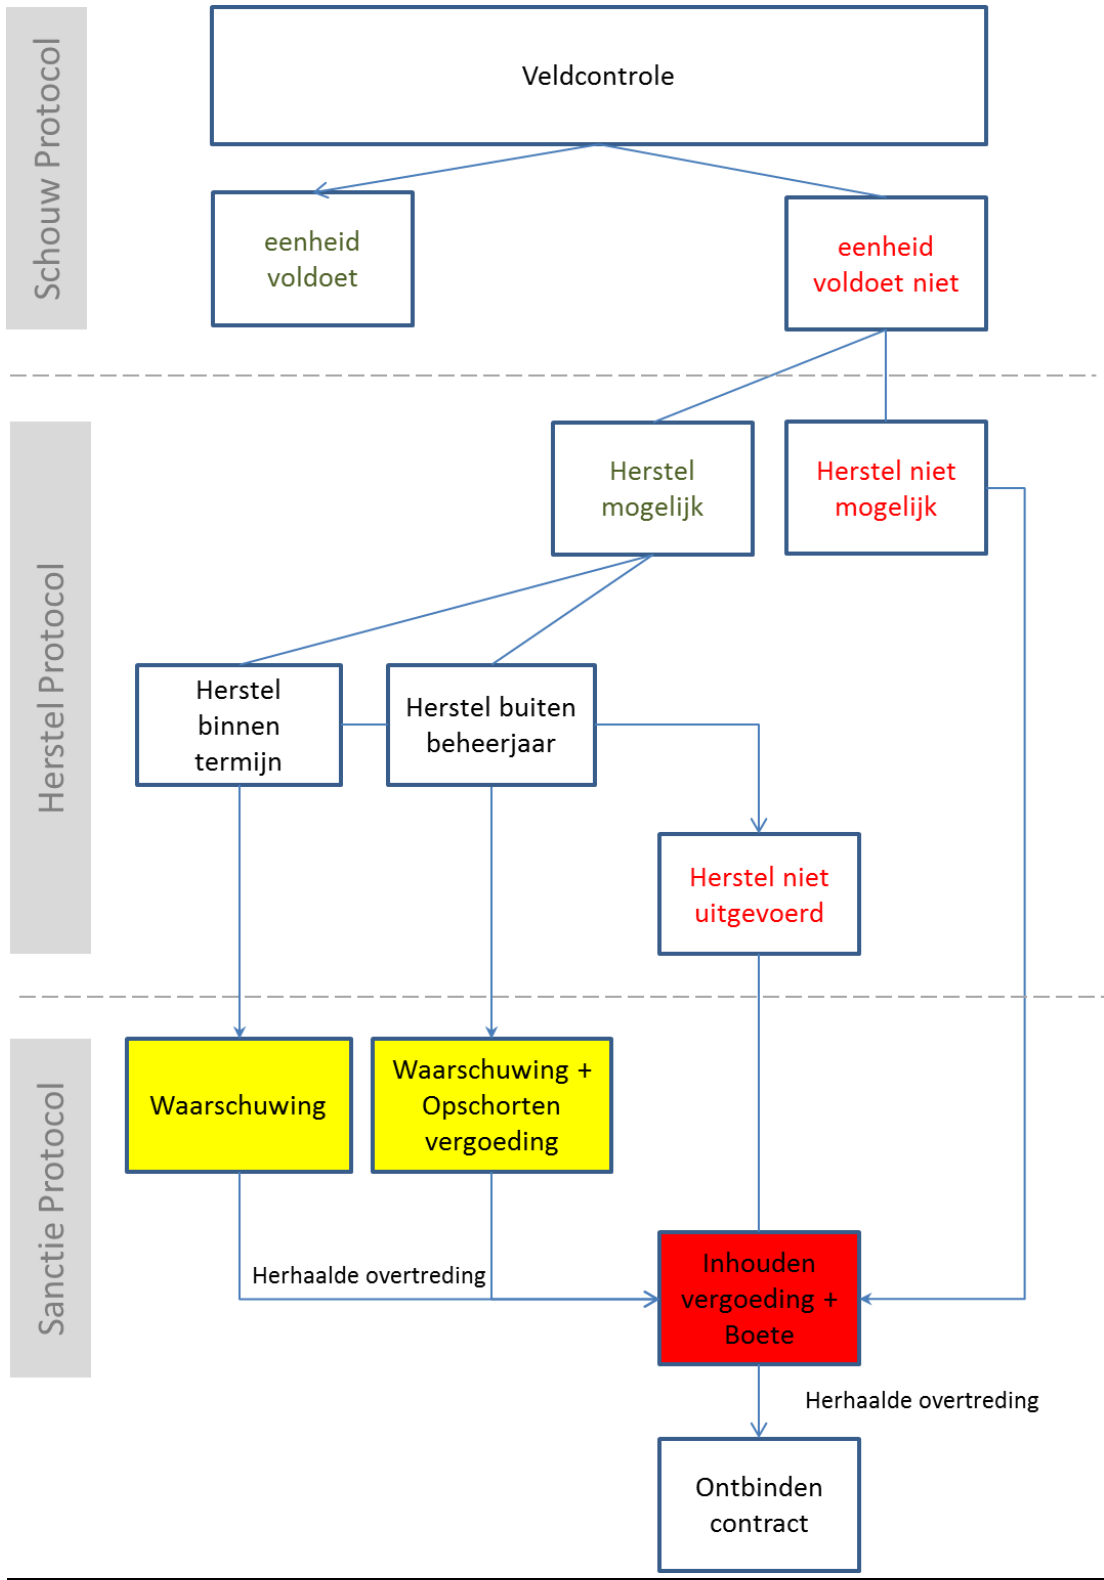 Schouw Protocol
Veldcontrole
eenheid
voldoet
eenheid
voldoet niet
Herstel Protocol
Herstel
mogelijk
Herstel niet
mogelijk
Herstel
binnen
termijn
Herstel buiten
beheerjaar
Herstel niet
uitgevoerd
Sanctie Protocol
Waarschuwing
Waarschuwing +
Opschorten
vergoeding
Herhaalde overtreding
Inhouden
vergoeding +
Boete
Herhaalde overtreding
Ontbinden
contract